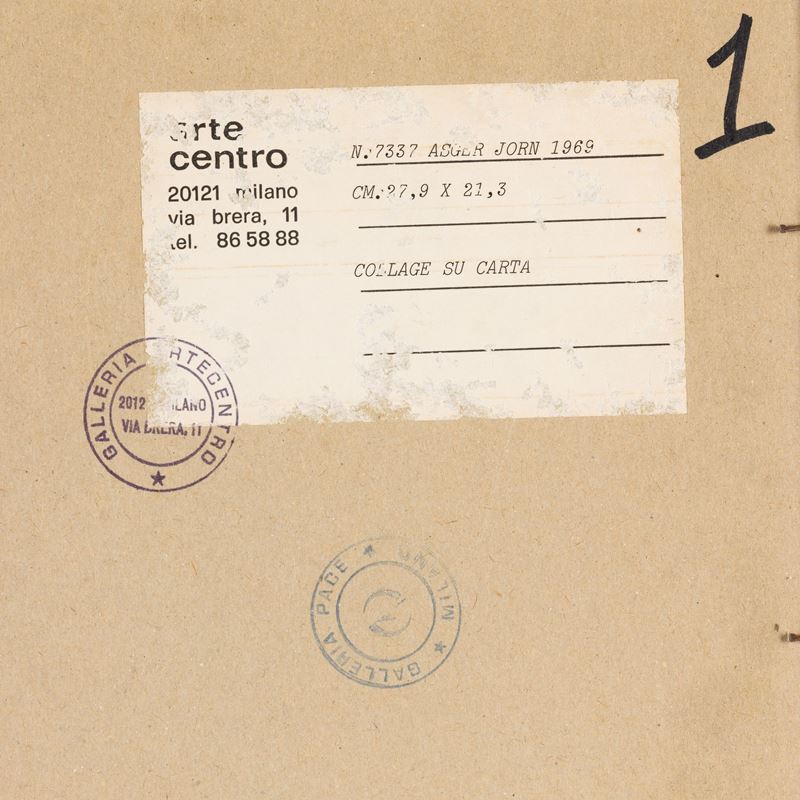 1
arte
centro
20121 milano
via brera, 11
tel. 86 58 88
N.7337 ASGER JORN 1969
CM.27,9 X 21,3
COLLAGE SU CARTA
GALLERIA ARTECENTRO
20121 MILANO
VIA BRERA, 11
GALLERIA PACE
MILANO